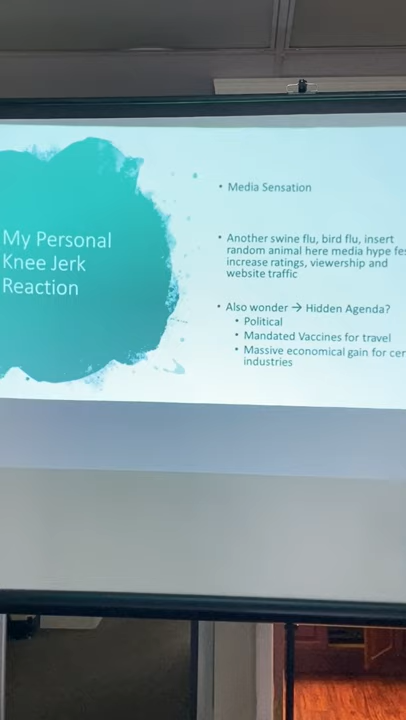 My Personal
Knee Jerk
Reaction
• Media Sensation
• Another swine flu, bird flu, insert
random animal here media hype
increase ratings, viewership and
website traffic
• Also wonder → Hidden Agenda?
• Political
• Mandated Vaccines for travel
• Massive economical gain for
industries